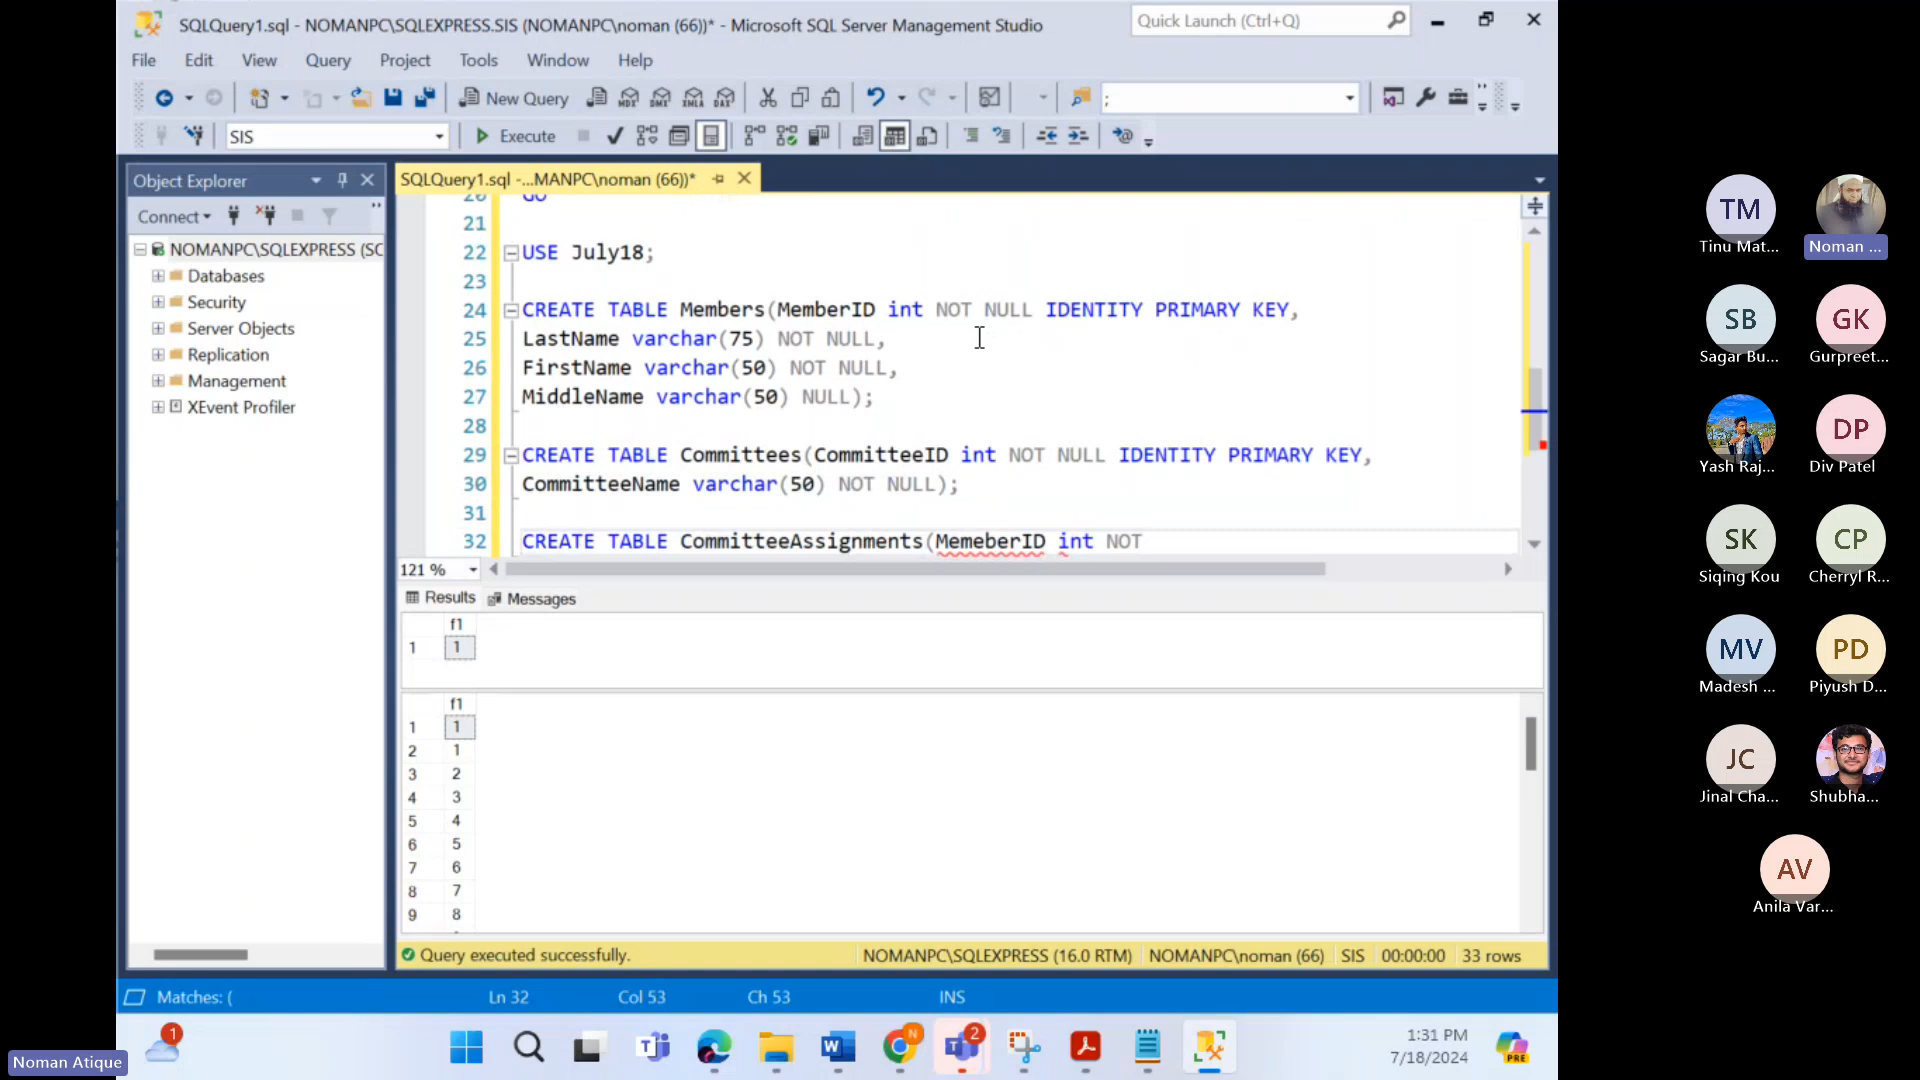 SQLQuery1.sql - NOMANPC\SQLEXPRESS.SIS (NOMANPC\noman (66))* - Microsoft SQL Server Management Studio
Quick Launch (Ctrl+Q)
File Edit View Query Project Tools Window Help
New Query
MDX DMX XMLA DAX
;
SIS
Execute
Object Explorer
SQLQuery1.sql -...MANPC\noman (66))*
Connect
NOMANPC\SQLEXPRESS (SC
Databases
Security
Server Objects
Replication
Management
XEvent Profiler
20 GO
21
22 USE July18;
23
24 CREATE TABLE Members(MemberID int NOT NULL IDENTITY PRIMARY KEY,
25 LastName varchar(75) NOT NULL,
26 FirstName varchar(50) NOT NULL,
27 MiddleName varchar(50) NULL);
28
29 CREATE TABLE Committees(CommitteeID int NOT NULL IDENTITY PRIMARY KEY,
30 CommitteeName varchar(50) NOT NULL);
31
32 CREATE TABLE CommitteeAssignments(MemeberID int NOT
121 %
Results Messages
f1
1 1
f1
1 1
2 1
3 2
4 3
5 4
6 5
7 6
8 7
9 8
Query executed successfully. NOMANPC\SQLEXPRESS (16.0 RTM) NOMANPC\noman (66) SIS 00:00:00 33 rows
Matches: ( Ln 32 Col 53 Ch 53 INS
1
N
2
1:31 PM
7/18/2024
PRE
Noman Atique
TM
Tinu Mat... Noman ...
SB GK
Sagar Bu... Gurpreet...
DP
Yash Raj... Div Patel
SK CP
Siqing Kou Cherryl R...
MV PD
Madesh ... Piyush D...
JC
Jinal Cha... Shubha...
AV
Anila Var...